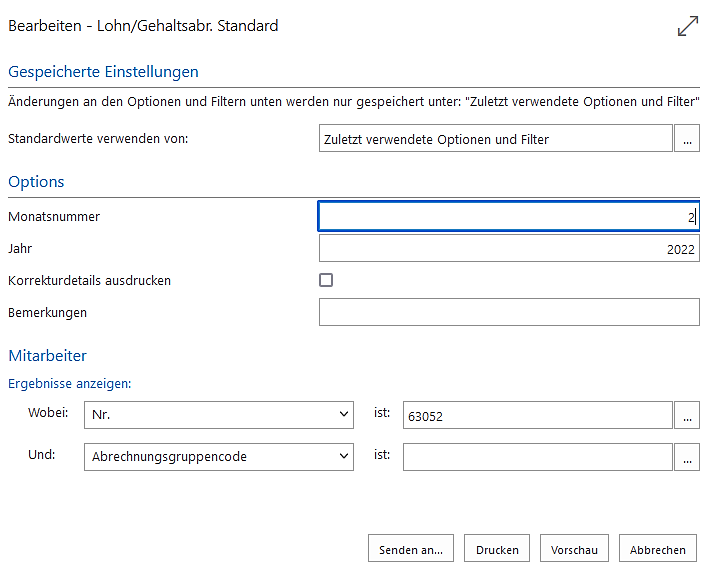 Bearbeiten - Lohn/Gehaltsabr. Standard
Gespeicherte Einstellungen
Änderungen an den Optionen und Filtern unten werden nur gespeichert unter: "Zuletzt verwendete Optionen und Filter"
Standardwerte verwenden von: Zuletzt verwendete Optionen und Filter ...
Options
Monatsnummer 2
Jahr 2022
Korrekturdetails ausdrucken
Bemerkungen
Mitarbeiter
Ergebnisse anzeigen:
Wobei: Nr. ist: 63052 ...
Und: Abrechnungsgruppencode ist: ...
Senden an... Drucken Vorschau Abbrechen